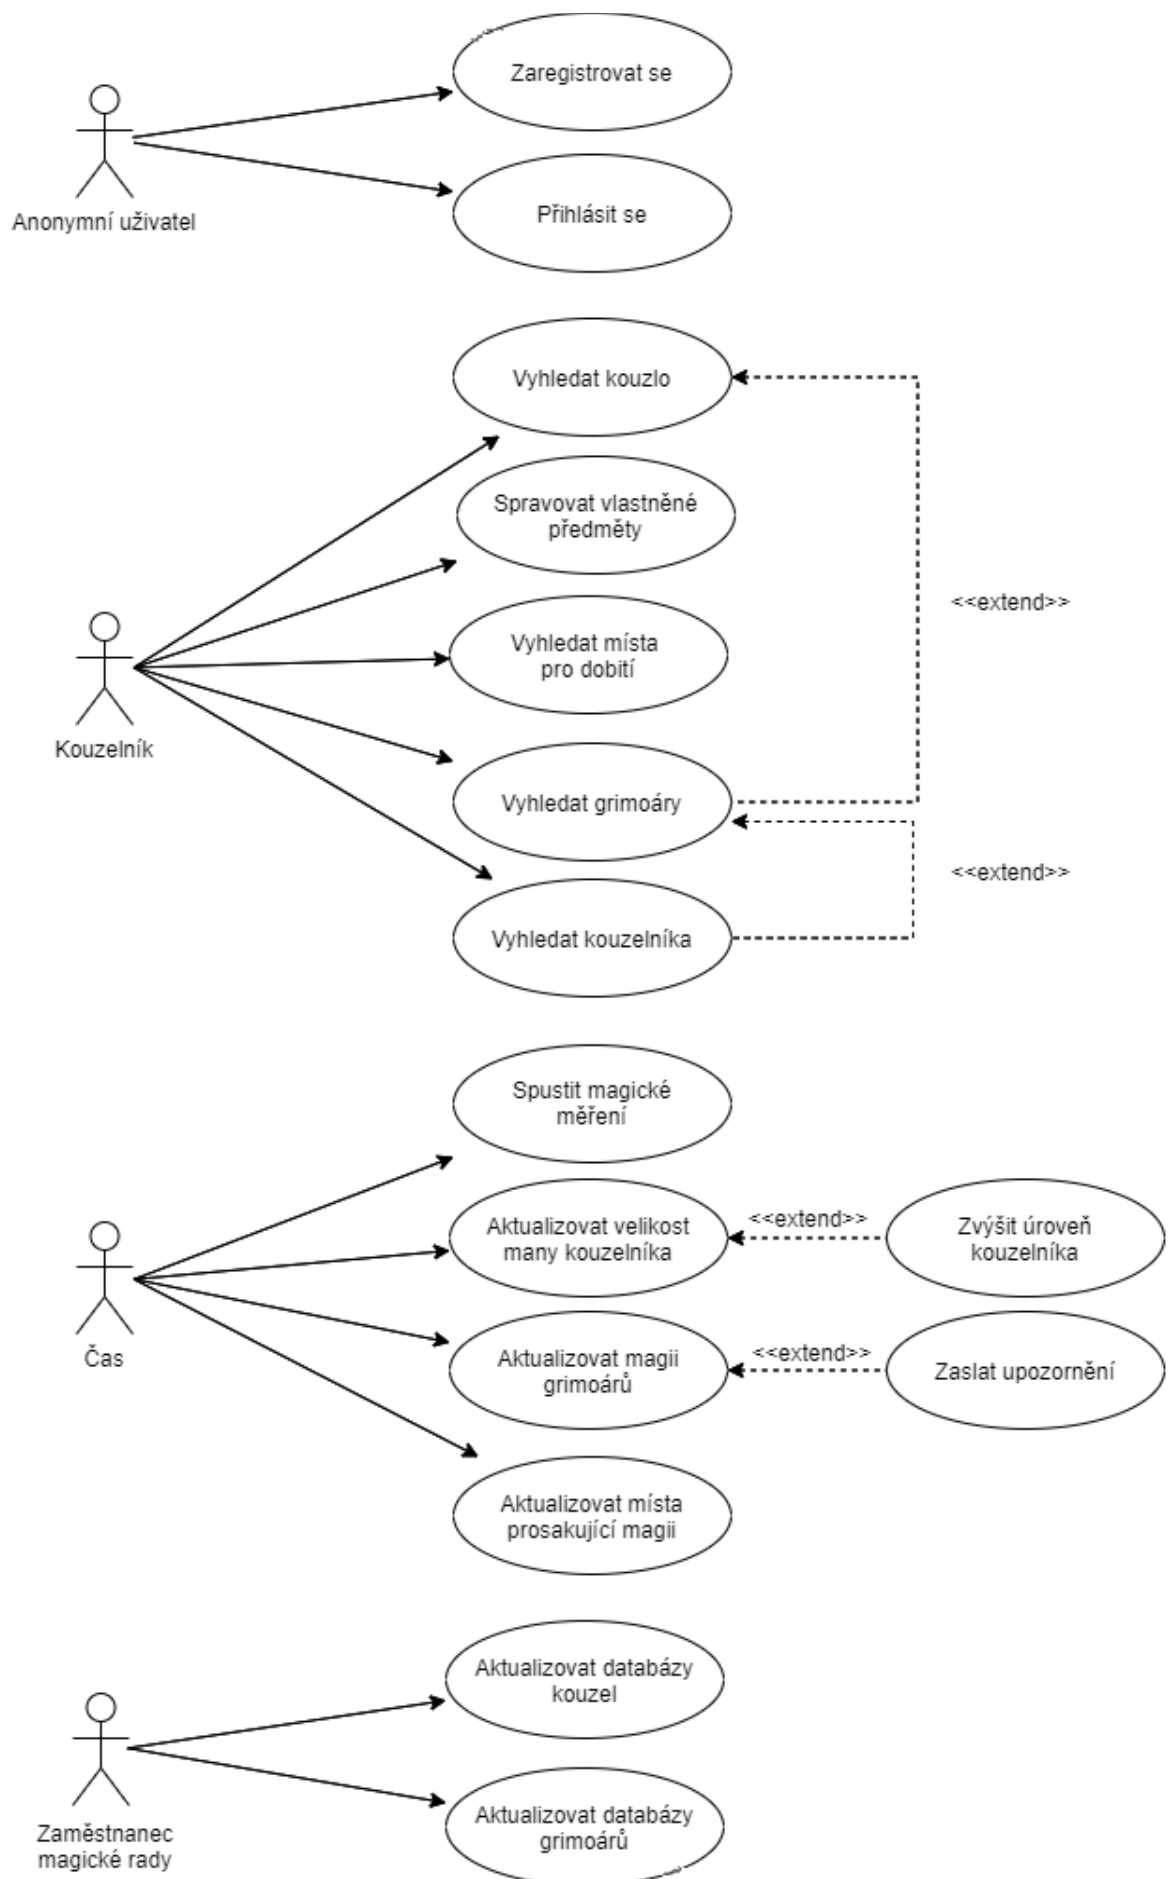 Zaregistrovat se
Přihlásit se
Anonymní uživatel
Vyhledat kouzlo
Spravovat vlastněné
předměty
<<extend>>
Vyhledat místa
pro dobití
Kouzelník
Vyhledat grimoáry
<<extend>>
Vyhledat kouzelníka
Spustit magické
měření
Aktualizovat velikost
many kouzelníka
<<extend>>
Zvýšit úroveň
kouzelníka
Čas
Aktualizovat magii
grimoárů
<<extend>>
Zaslat upozornění
Aktualizovat místa
prosakující magii
Aktualizovat databázy
kouzel
Aktualizovat databázy
grimoárů
Zaměstnanec
magické rady